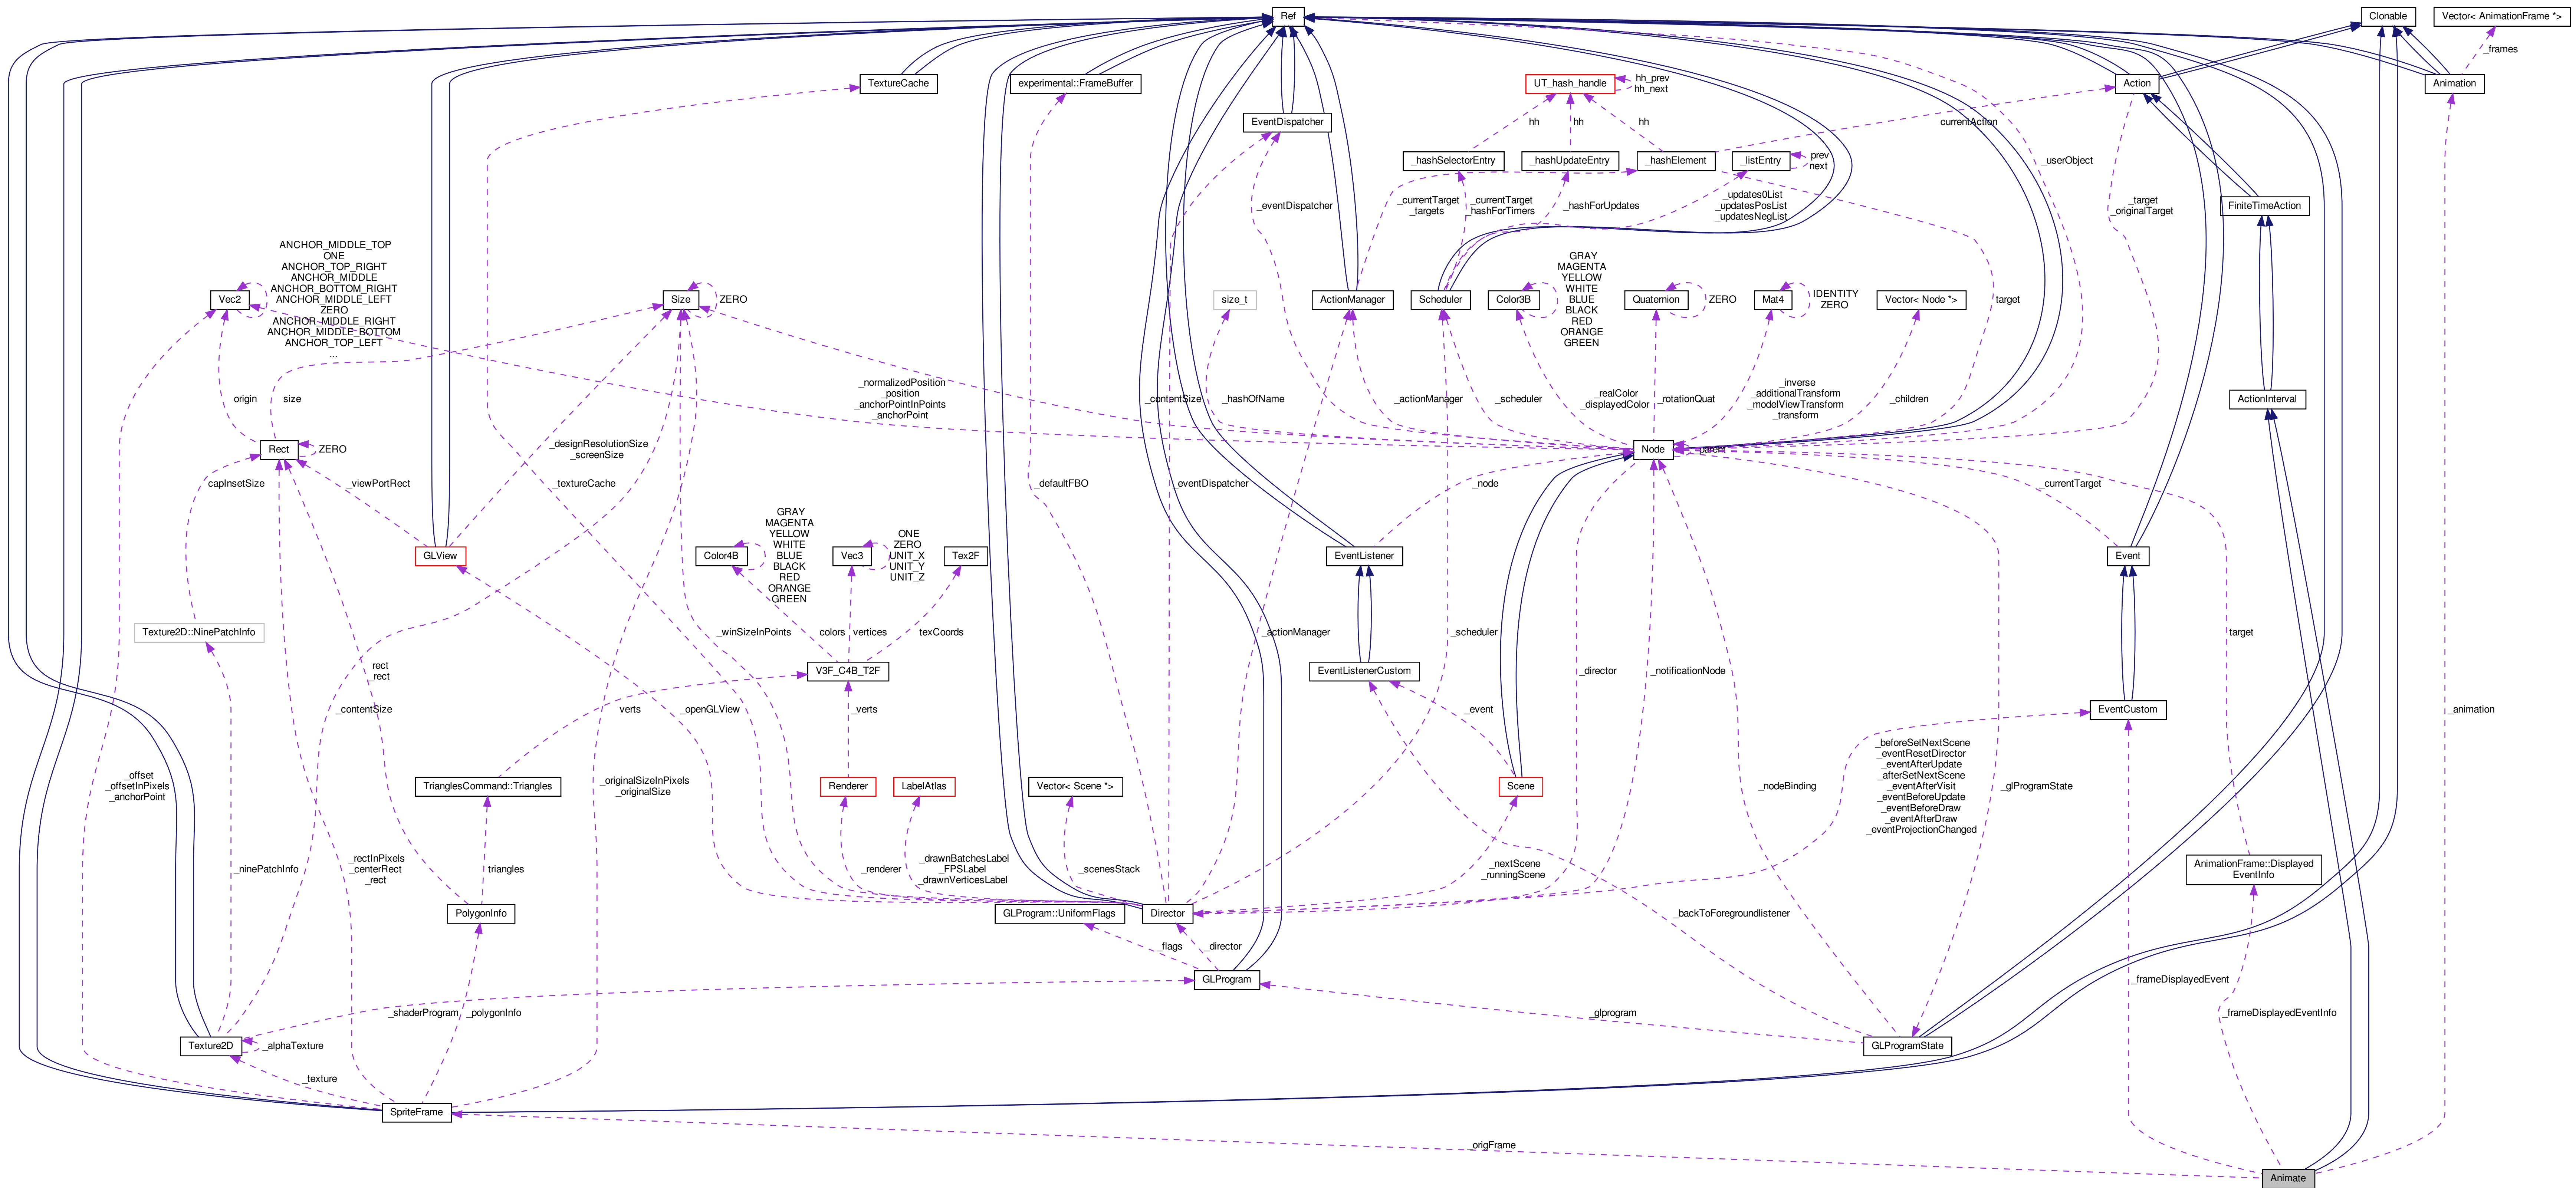 Ref
Clonable
Vector< AnimationFrame *>
_frames
TextureCache
experimental::FrameBuffer
UT_hash_handle
hh_prev
hh_next
Action
Animation
EventDispatcher
hh
hh
hh
currentAction
_hashSelectorEntry
_hashUpdateEntry
_hashElement
_listEntry
prev
next
_userObject
_eventDispatcher
_currentTarget
_targets
_currentTarget
_hashForTimers
_hashForUpdates
_updates0List
_updatesPosList
_updatesNegList
_target
_originalTarget
FiniteTimeAction
ANCHOR_MIDDLE_TOP
ONE
ANCHOR_TOP_RIGHT
ANCHOR_MIDDLE
ANCHOR_BOTTOM_RIGHT
ANCHOR_MIDDLE_LEFT
ZERO
ANCHOR_MIDDLE_RIGHT
ANCHOR_MIDDLE_BOTTOM
ANCHOR_TOP_LEFT
...
Vec2
Size
ZERO
size_t
ActionManager
Scheduler
Color3B
GRAY
MAGENTA
YELLOW
WHITE
BLUE
BLACK
RED
ORANGE
GREEN
Quaternion
ZERO
Mat4
IDENTITY
ZERO
Vector< Node *>
target
origin
size
_normalizedPosition
_position
_anchorPointInPoints
_anchorPoint
_contentSize
_hashOfName
_actionManager
_scheduler
_realColor
_displayedColor
_rotationQuat
_inverse
_additionalTransform
_modelViewTransform
_transform
_children
ActionInterval
Rect
ZERO
_designResolutionSize
_screenSize
Node
_parent
capInsetSize
_viewPortRect
_textureCache
_defaultFBO
_eventDispatcher
_node
_currentTarget
GRAY
MAGENTA
YELLOW
WHITE
BLUE
BLACK
RED
ORANGE
GREEN
GLView
Color4B
Vec3
ONE
ZERO
UNIT_X
UNIT_Y
UNIT_Z
Tex2F
EventListener
Event
Texture2D::NinePatchInfo
_winSizeInPoints
colors
vertices
texCoords
_actionManager
_scheduler
target
rect
_rect
V3F_C4B_T2F
EventListenerCustom
_director
_notificationNode
_contentSize
verts
_openGLView
_verts
_event
EventCustom
_animation
_offset
_offsetInPixels
_anchorPoint
TrianglesCommand::Triangles
_originalSizeInPixels
_originalSize
Renderer
LabelAtlas
Vector< Scene *>
Scene
_nodeBinding
_beforeSetNextScene
_eventResetDirector
_eventAfterUpdate
_afterSetNextScene
_eventAfterVisit
_eventBeforeUpdate
_eventBeforeDraw
_eventAfterDraw
_eventProjectionChanged
_glProgramState
_ninePatchInfo
_rectInPixels
_centerRect
_rect
triangles
_renderer
_drawnBatchesLabel
_FPSLabel
_drawnVerticesLabel
_scenesStack
_nextScene
_runningScene
AnimationFrame::Displayed
EventInfo
PolygonInfo
GLProgram::UniformFlags
Director
_backToForegroundlistener
_flags
_director
GLProgram
_frameDisplayedEvent
_shaderProgram
_polygonInfo
_glprogram
_frameDisplayedEventInfo
Texture2D
_alphaTexture
GLProgramState
_texture
SpriteFrame
_origFrame
Animate